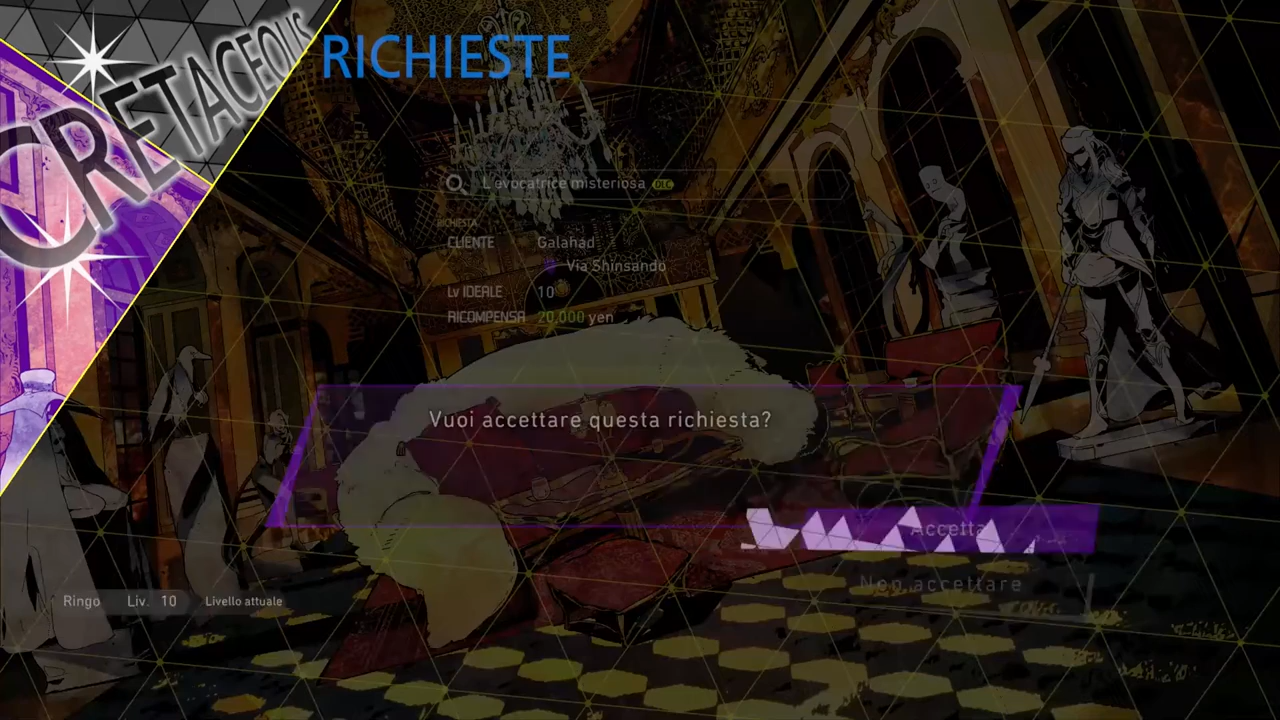 CRETACEOUS
RICHIESTE
L'evocatrice misteriosa DLC
RICHIESTA
CLIENTE Galahad
Via Shinsando
Lv IDEALE 10
RICOMPENSA 20.000 yen
Vuoi accettare questa richiesta?
Accetta
Non accettare
Ringo Liv. 10 Livello attuale